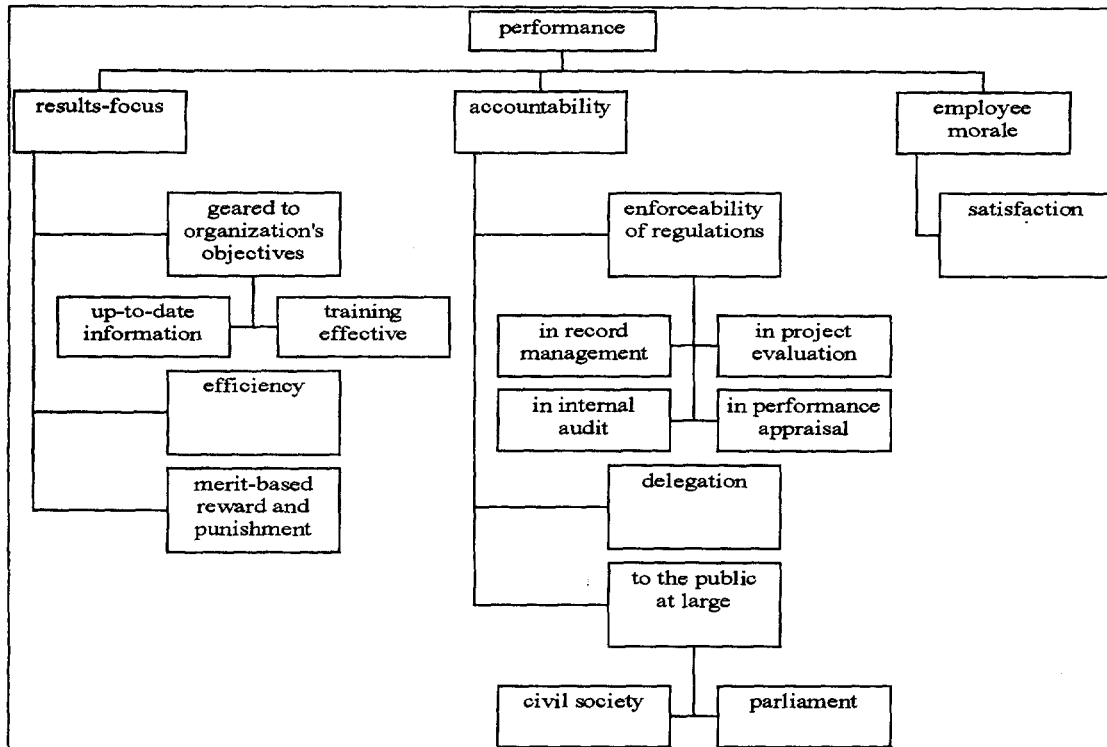 performance
results-focus
accountability
employee
morale
geared to
organization's
objectives
up-to-date
information
training
effective
efficiency
merit-based
reward and
punishment
enforceability
of regulations
in record
management
in project
evaluation
in internal
audit
in performance
appraisal
delegation
to the public
at large
civil society
parliament
satisfaction